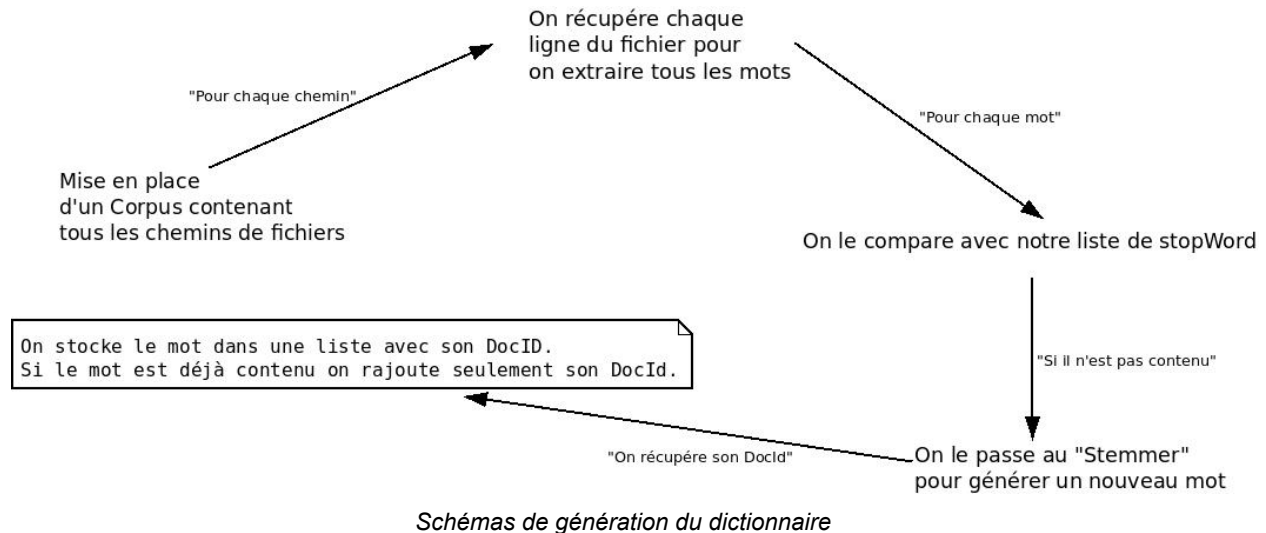 On récupére chaque
ligne du fichier pour
on extraire tous les mots
"Pour chaque chemin"
"Pour chaque mot"
Mise en place
d'un Corpus contenant
tous les chemins de fichiers
On le compare avec notre liste de stopWord
On stocke le mot dans une liste avec son DocID.
Si le mot est déjà contenu on rajoute seulement son DocId.
"Si il n'est pas contenu"
"On récupére son DocId"
On le passe au "Stemmer"
pour générer un nouveau mot
Schémas de génération du dictionnaire